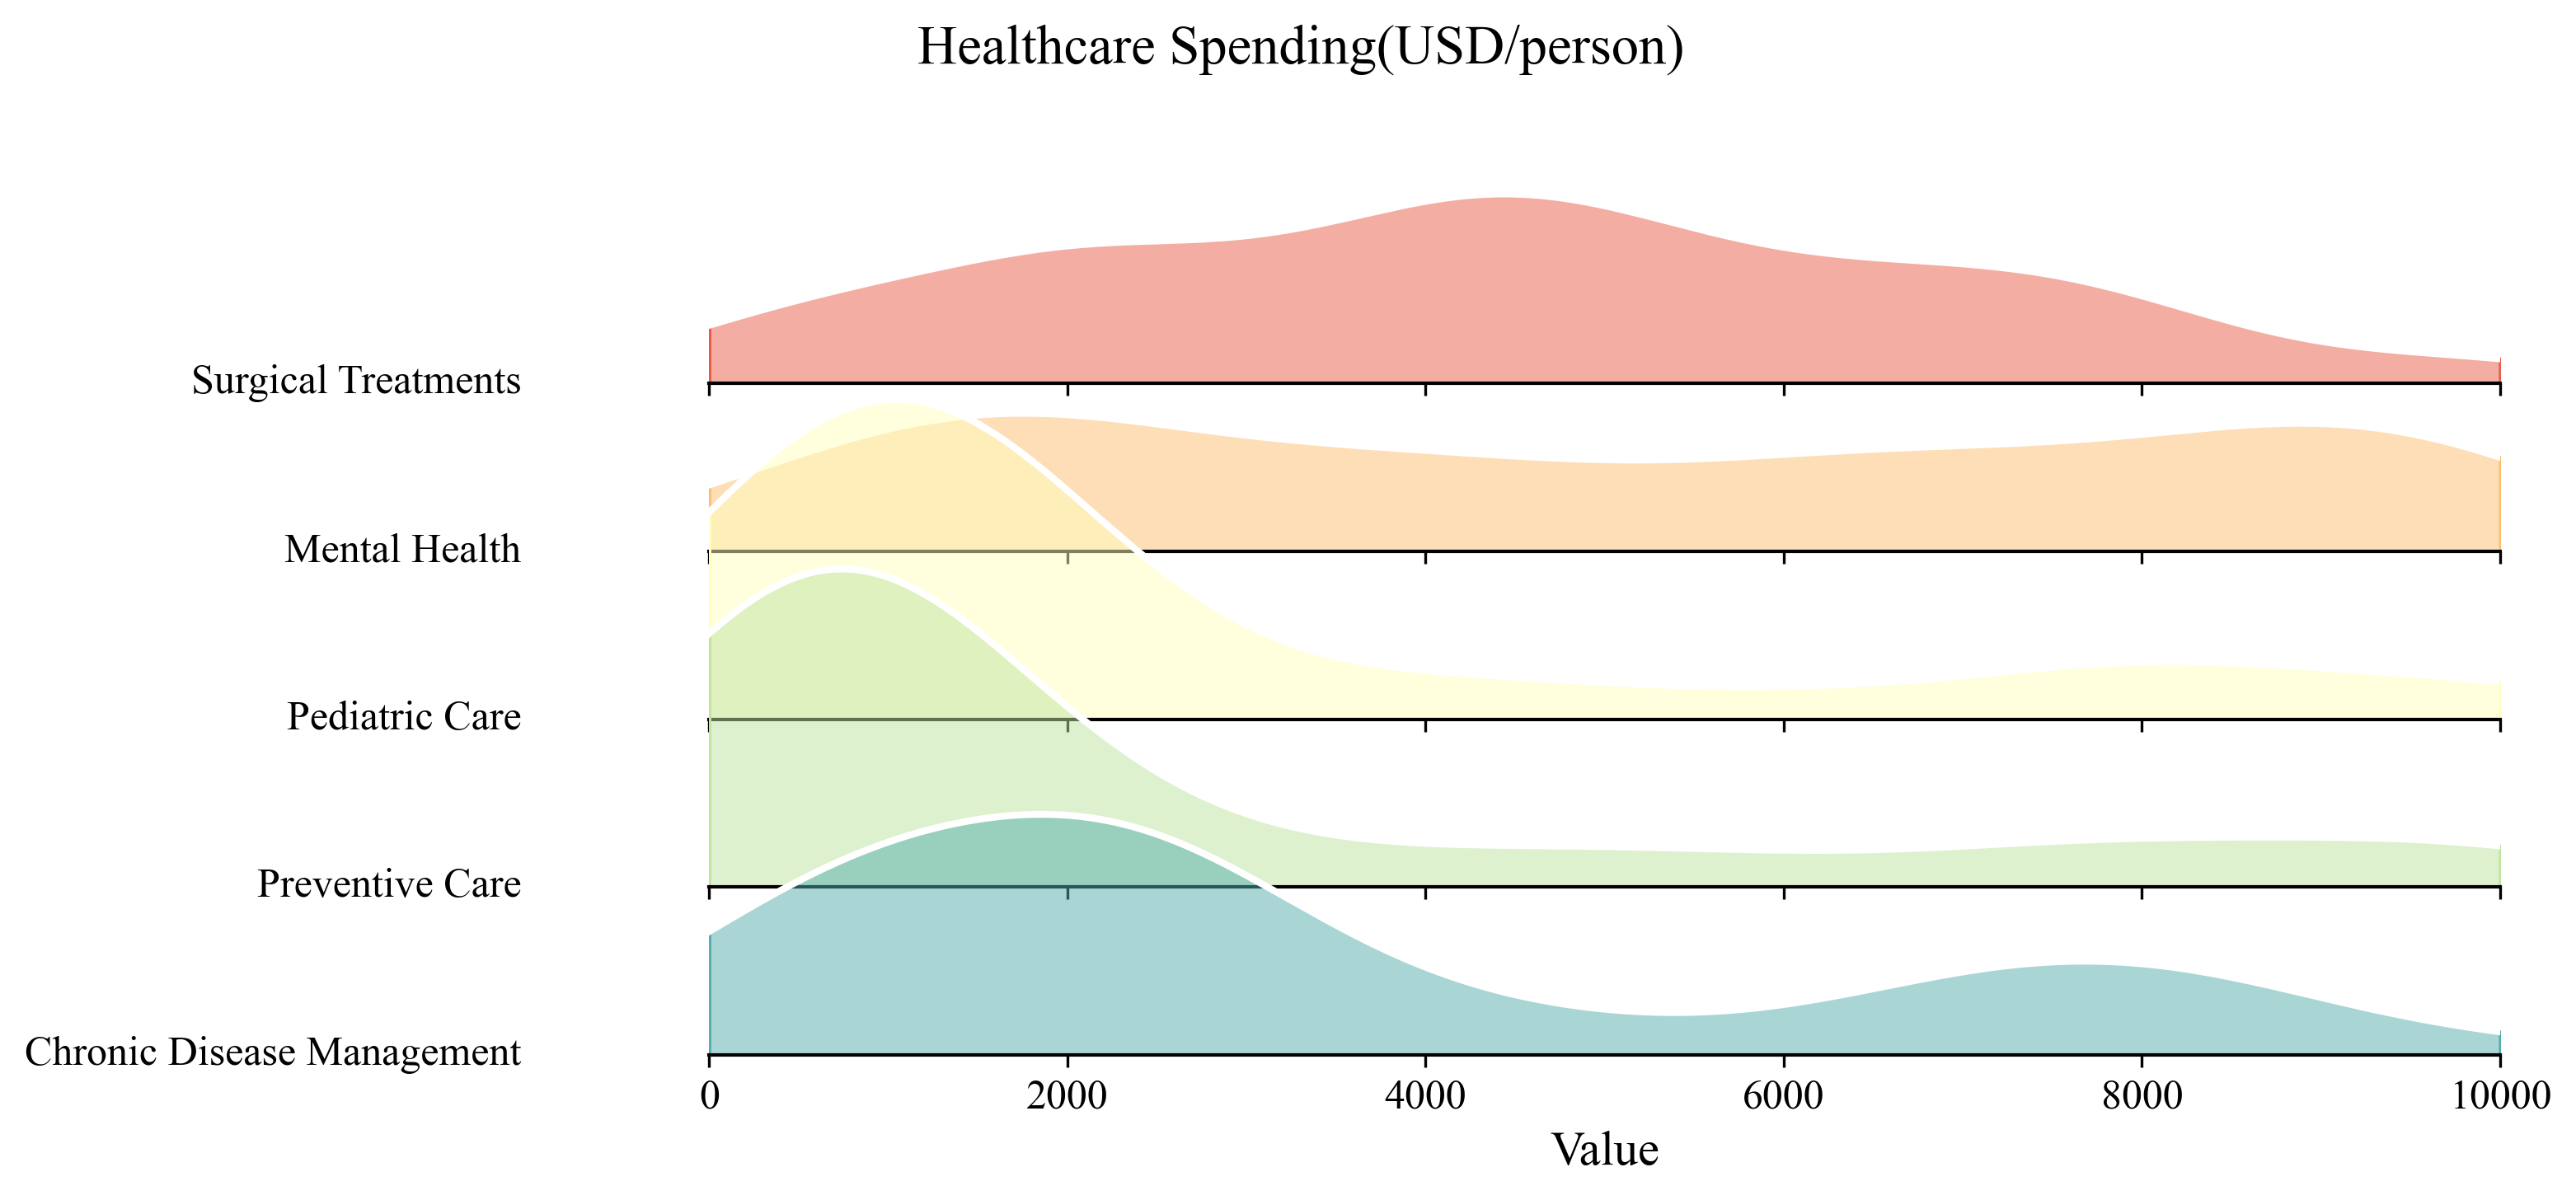 Healthcare Spending(USD/person)
Surgical Treatments
Mental Health
Pediatric Care
Preventive Care
Chronic Disease Management
0 2000 4000 6000 8000 10000
Value